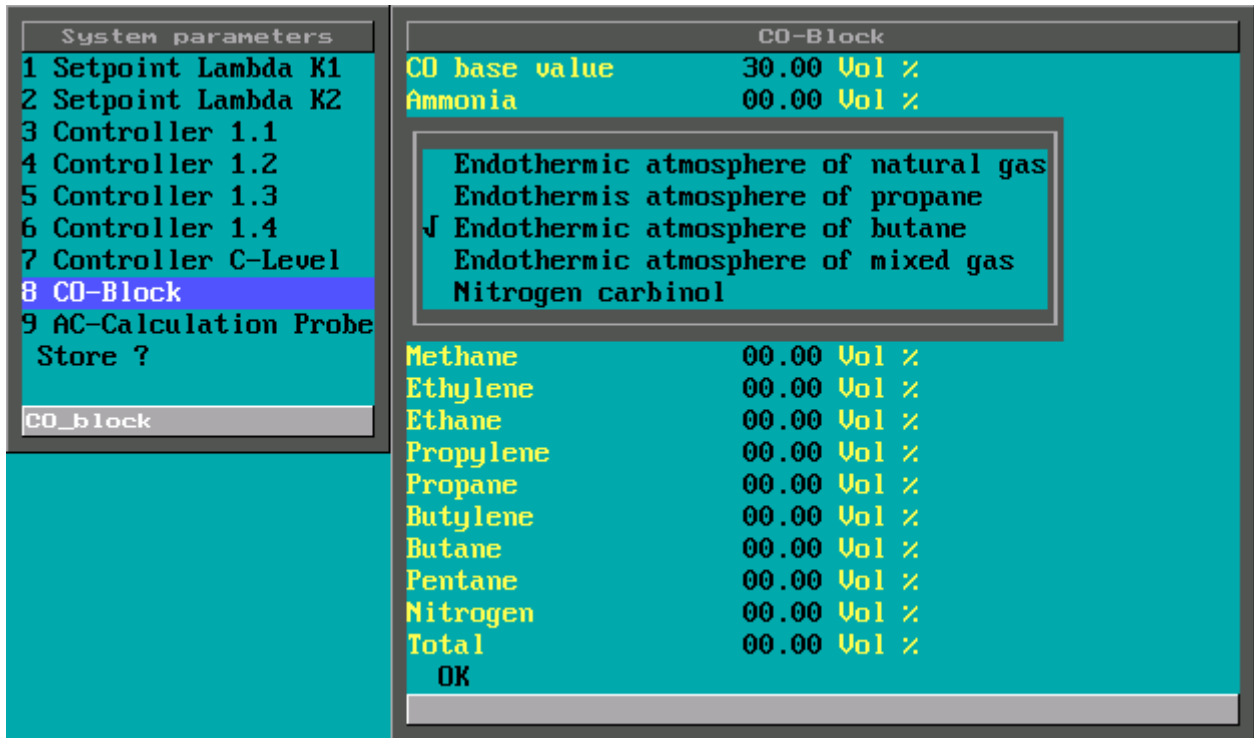 System parameters
1 Setpoint Lambda K1
2 Setpoint Lambda K2
3 Controller 1.1
4 Controller 1.2
5 Controller 1.3
6 Controller 1.4
7 Controller C-Level
8 CO-Block
9 AC-Calculation Probe
Store ?
CO_block
CO-Block
CO base value 30.00 Vol %
Ammonia 00.00 Vol %
Endothermic atmosphere of natural gas
Endothermis atmosphere of propane
√ Endothermic atmosphere of butane
Endothermic atmosphere of mixed gas
Nitrogen carbinol
Methane 00.00 Vol %
Ethylene 00.00 Vol %
Ethane 00.00 Vol %
Propylene 00.00 Vol %
Propane 00.00 Vol %
Butylene 00.00 Vol %
Butane 00.00 Vol %
Pentane 00.00 Vol %
Nitrogen 00.00 Vol %
Total 00.00 Vol %
OK